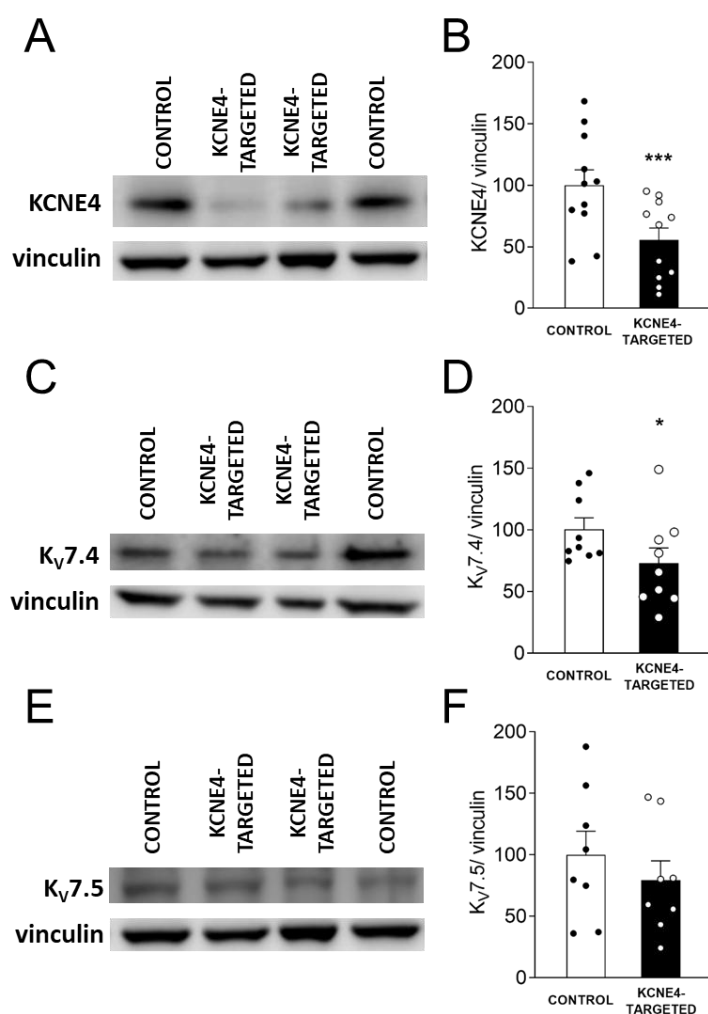 A
CONTROL
KCNE4-
TARGETED
KCNE4-
TARGETED
CONTROL
KCNE4
vinculin
B
200
150
100
50
0
KCNE4/ vinculin
***
CONTROL
KCNE4-
TARGETED
C
CONTROL
KCNE4-
TARGETED
KCNE4-
TARGETED
CONTROL
KV7.4
vinculin
D
200
150
100
50
0
KV7.4/ vinculin
*
CONTROL
KCNE4-
TARGETED
E
CONTROL
KCNE4-
TARGETED
KCNE4-
TARGETED
CONTROL
KV7.5
vinculin
F
200
150
100
50
0
KV7.5/ vinculin
CONTROL
KCNE4-
TARGETED